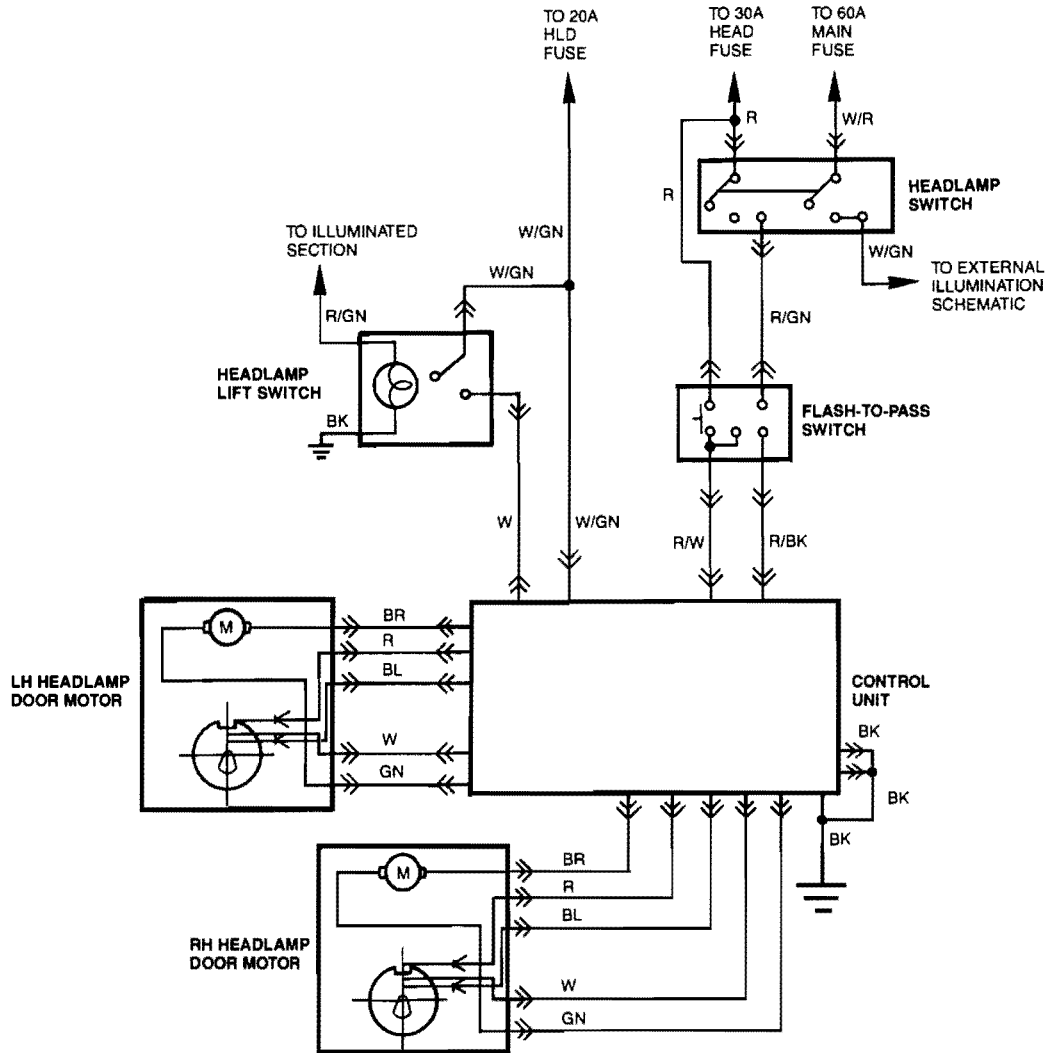 TO 20A
HLD
FUSE
TO 30A
HEAD
FUSE
TO 60A
MAIN
FUSE
R
W/R
HEADLAMP
SWITCH
R
W/GN
TO ILLUMINATED
SECTION
W/GN
W/GN
TO EXTERNAL
ILLUMINATION
SCHEMATIC
R/GN
R/GN
HEADLAMP
LIFT SWITCH
BK
FLASH-TO-PASS
SWITCH
W
W/GN
R/W
R/BK
LH HEADLAMP
DOOR MOTOR
M
BR
R
BL
W
GN
CONTROL
UNIT
BK
BK
BK
RH HEADLAMP
DOOR MOTOR
M
BR
R
BL
W
GN